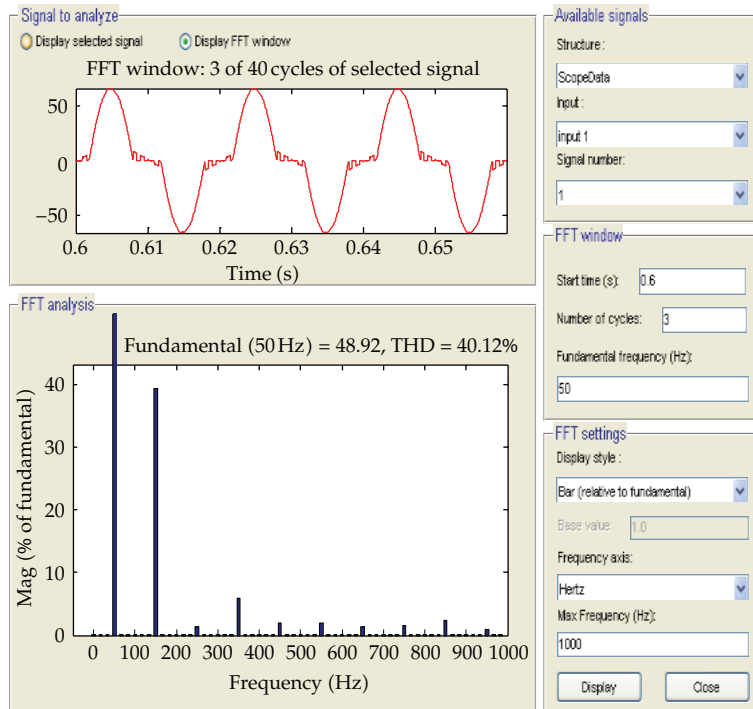 Signal to analyze
Display selected signal
Display FFT window
FFT window: 3 of 40 cycles of selected signal
50
0
−50
0.6 0.61 0.62 0.63 0.64 0.65
Time (s)
FFT analysis
Fundamental (50 Hz) = 48.92, THD = 40.12%
Mag (% of fundamental)
40
30
20
10
0
0 100 200 300 400 500 600 700 800 900 1000
Frequency (Hz)
Available signals
Structure :
ScopeData
Input :
input 1
Signal number:
1
FFT window
Start time (s): 0.6
Number of cycles: 3
Fundamental frequency (Hz):
50
FFT settings
Display style :
Bar (relative to fundamental)
Base value: 1.0
Frequency axis:
Hertz
Max Frequency (Hz):
1000
Display
Close